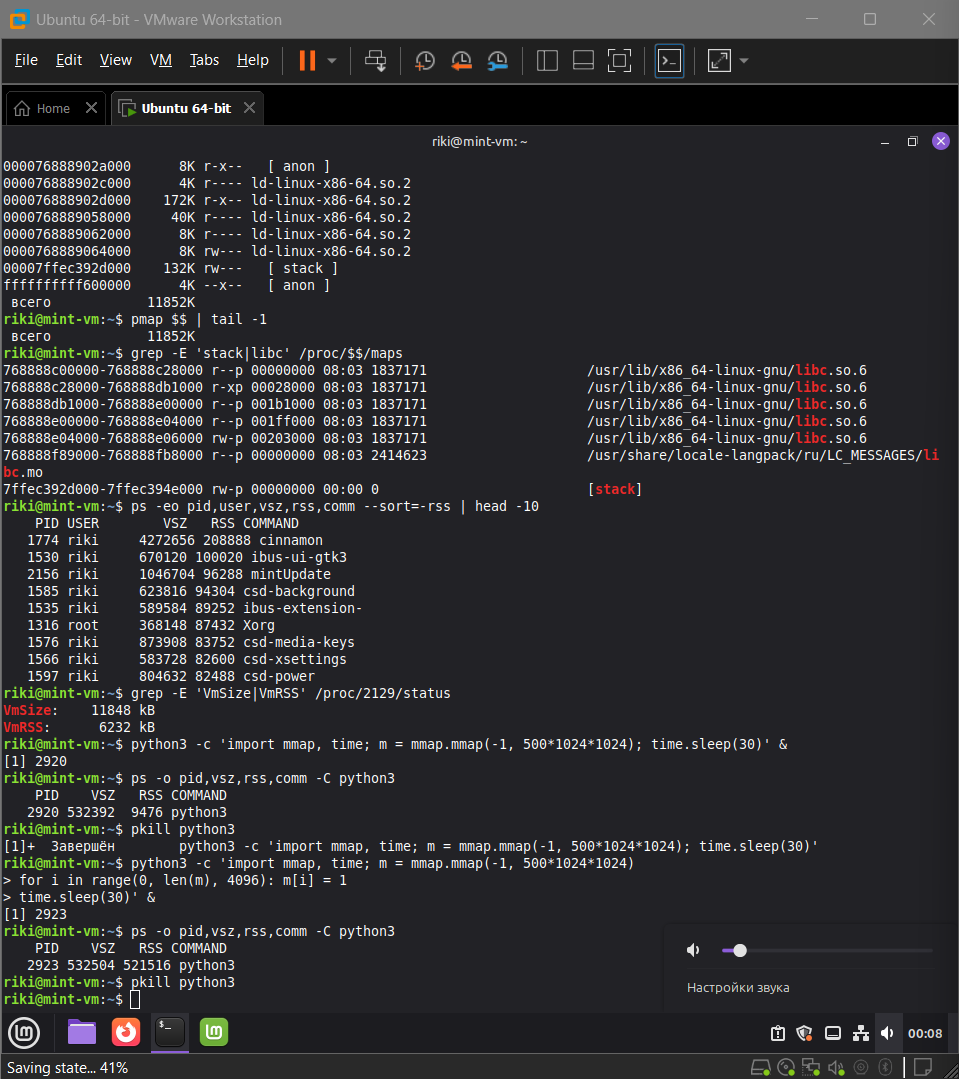 Ubuntu 64-bit - VMware Workstation
File Edit View VM Tabs Help
Home Ubuntu 64-bit
riki@mint-vm: ~
000076888902a000      8K r-x--   [ anon ]
000076888902c000      4K r---- ld-linux-x86-64.so.2
000076888902d000    172K r-x-- ld-linux-x86-64.so.2
0000768889058000     40K r---- ld-linux-x86-64.so.2
0000768889062000      8K r---- ld-linux-x86-64.so.2
0000768889064000      8K rw--- ld-linux-x86-64.so.2
00007ffec392d000    132K rw---   [ stack ]
ffffffffff600000      4K --x--   [ anon ]
 всего            11852K
riki@mint-vm:~$ pmap $$ | tail -1
 всего            11852K
riki@mint-vm:~$ grep -E 'stack|libc' /proc/$$/maps
768888c00000-768888c28000 r--p 00000000 08:03 1837171                    /usr/lib/x86_64-linux-gnu/libc.so.6
768888c28000-768888db1000 r-xp 00028000 08:03 1837171                    /usr/lib/x86_64-linux-gnu/libc.so.6
768888db1000-768888e00000 r--p 001b1000 08:03 1837171                    /usr/lib/x86_64-linux-gnu/libc.so.6
768888e00000-768888e04000 r--p 001ff000 08:03 1837171                    /usr/lib/x86_64-linux-gnu/libc.so.6
768888e04000-768888e06000 rw-p 00203000 08:03 1837171                    /usr/lib/x86_64-linux-gnu/libc.so.6
768888f89000-768888fb8000 r--p 00000000 08:03 2414623                    /usr/share/locale-langpack/ru/LC_MESSAGES/li
bc.mo
7ffec392d000-7ffec394e000 rw-p 00000000 00:00 0                          [stack]
riki@mint-vm:~$ ps -eo pid,user,vsz,rss,comm --sort=-rss | head -10
    PID USER        VSZ   RSS COMMAND
   1774 riki     4272656 208888 cinnamon
   1530 riki     670120 100020 ibus-ui-gtk3
   2156 riki     1046704 96288 mintUpdate
   1585 riki     623816 94304 csd-background
   1535 riki     589584 89252 ibus-extension-
   1316 root     368148 87432 Xorg
   1576 riki     873908 83752 csd-media-keys
   1566 riki     583728 82600 csd-xsettings
   1597 riki     804632 82488 csd-power
riki@mint-vm:~$ grep -E 'VmSize|VmRSS' /proc/2129/status
VmSize:    11848 kB
VmRSS:      6232 kB
riki@mint-vm:~$ python3 -c 'import mmap, time; m = mmap.mmap(-1, 500*1024*1024); time.sleep(30)' &
[1] 2920
riki@mint-vm:~$ ps -o pid,vsz,rss,comm -C python3
    PID    VSZ   RSS COMMAND
   2920 532392  9476 python3
riki@mint-vm:~$ pkill python3
[1]+  Завершён        python3 -c 'import mmap, time; m = mmap.mmap(-1, 500*1024*1024); time.sleep(30)'
riki@mint-vm:~$ python3 -c 'import mmap, time; m = mmap.mmap(-1, 500*1024*1024)
> for i in range(0, len(m), 4096): m[i] = 1
> time.sleep(30)' &
[1] 2923
riki@mint-vm:~$ ps -o pid,vsz,rss,comm -C python3
    PID    VSZ   RSS COMMAND
   2923 532504 521516 python3
riki@mint-vm:~$ pkill python3
riki@mint-vm:~$
Настройки звука
00:08
Saving state... 41%